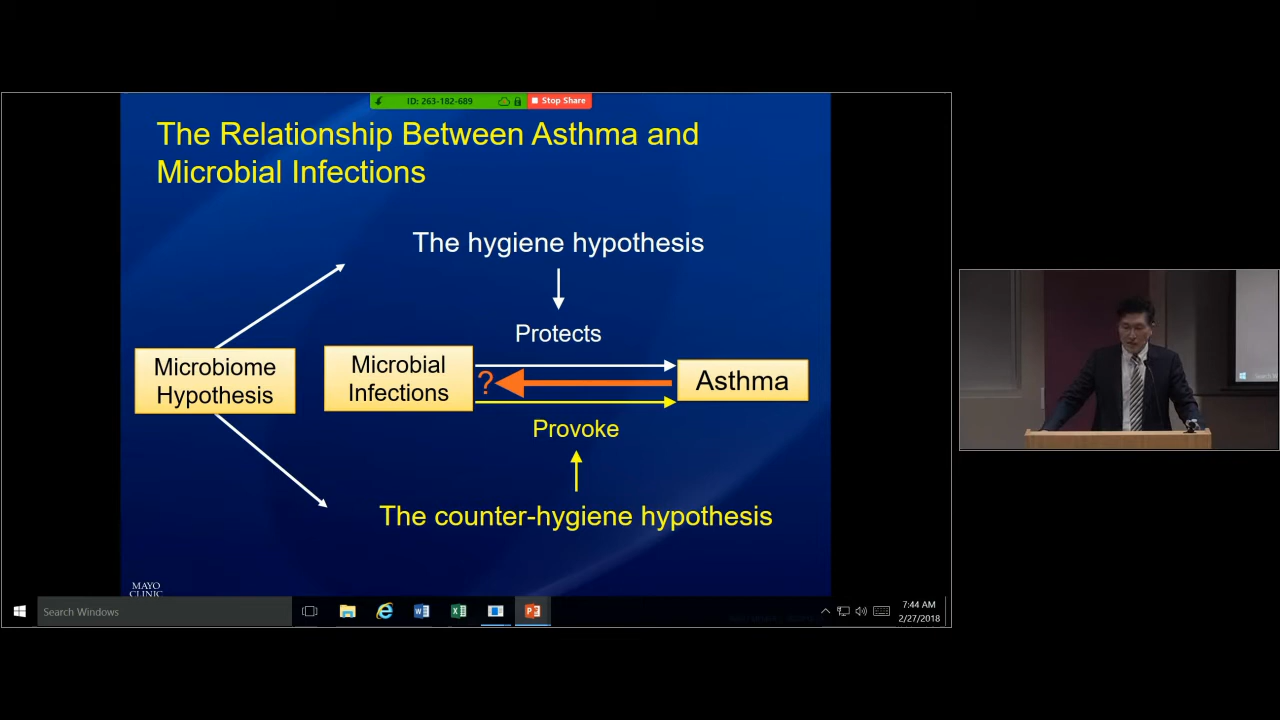 ID: 263-182-689
Stop Share
The Relationship Between Asthma and
Microbial Infections
The hygiene hypothesis
Protects
Microbiome
Hypothesis
Microbial
Infections
?
Asthma
Provoke
The counter-hygiene hypothesis
MAYO
CLINIC
Search Windows
7:44 AM
2/27/2018